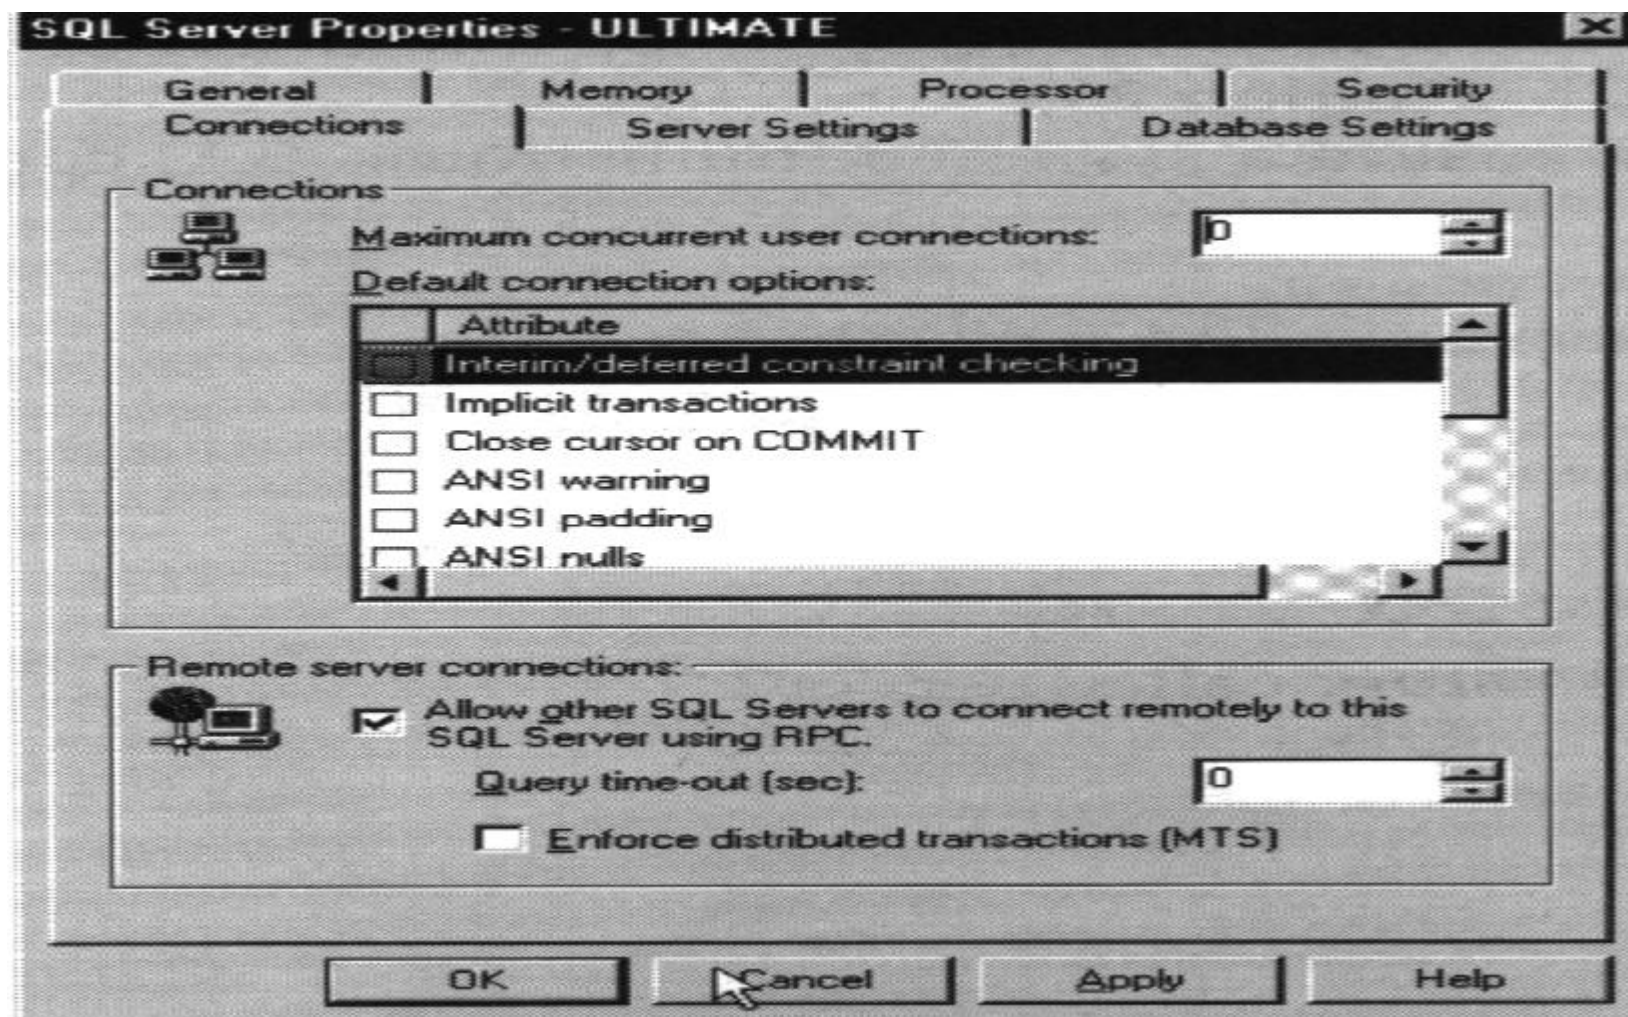 SQL Server Properties - ULTIMATE
General Memory Processor Security
Connections Server Settings Database Settings
Connections
Maximum concurrent user connections: 0
Default connection options:
Attribute
Interim/deferred constraint checking
Implicit transactions
Close cursor on COMMIT
ANSI warning
ANSI padding
ANSI nulls
Remote server connections:
Allow other SQL Servers to connect remotely to this
SQL Server using RPC.
Query time-out (sec): 0
Enforce distributed transactions (MTS)
OK Cancel Apply Help